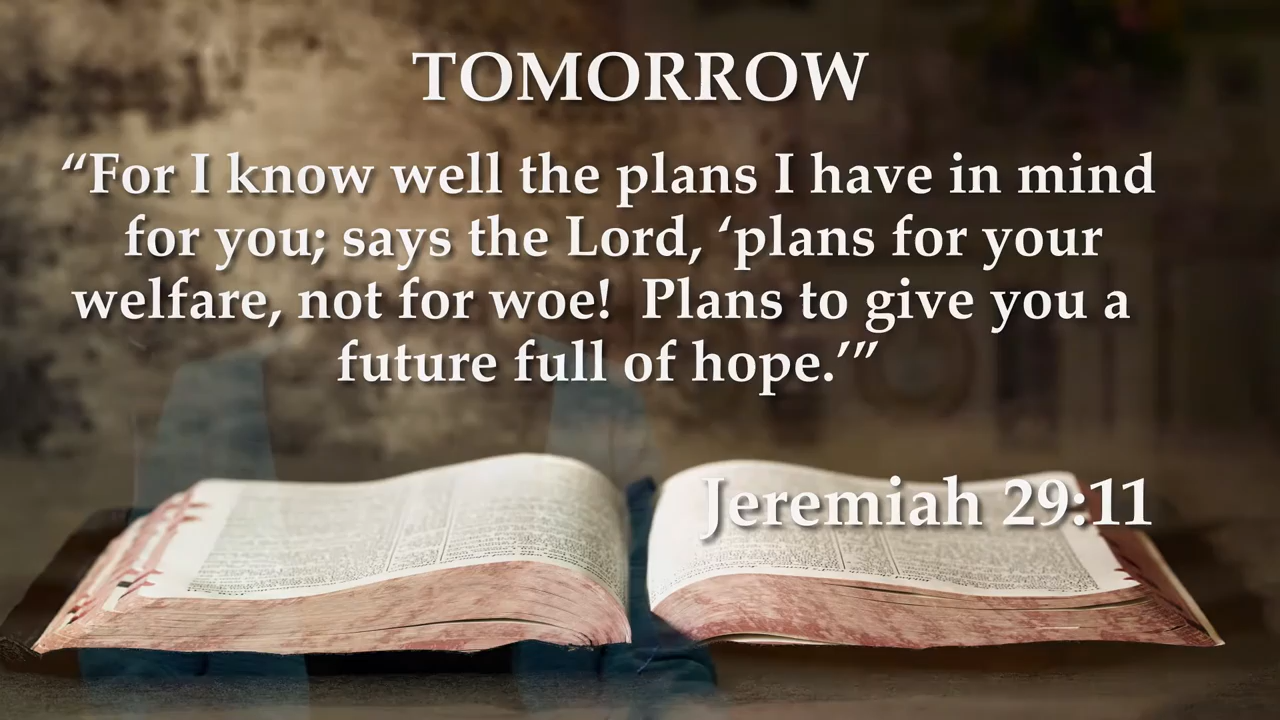 TOMORROW
“For I know well the plans I have in mind
for you; says the Lord, ‘plans for your
welfare, not for woe!  Plans to give you a
future full of hope.’”
Jeremiah 29:11